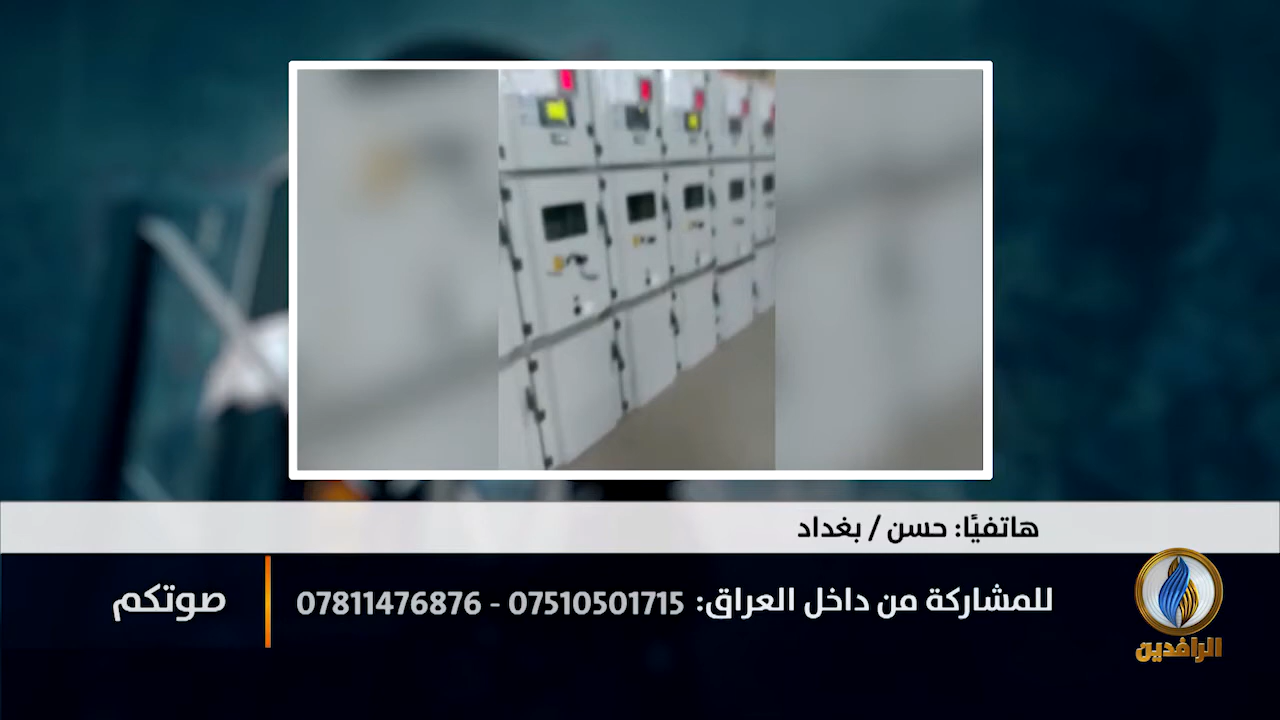 هاتفيًا: حسن / بغداد
للمشاركة من داخل العراق: 07510501715 - 07811476876
صوتكم
الرافدين